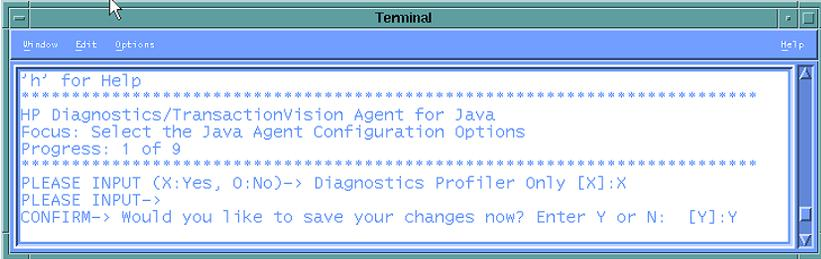 Terminal
Window Edit Options Help
'h' for Help
**************************************************************************
HP Diagnostics/TransactionVision Agent for Java
Focus: Select the Java Agent Configuration Options
Progress: 1 of 9
**************************************************************************
PLEASE INPUT (X:Yes, O:No)-> Diagnostics Profiler Only [X]:X
PLEASE INPUT->
CONFIRM-> Would you like to save your changes now? Enter Y or N:  [Y]:Y